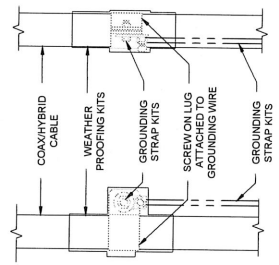 COAX/HYBRID
CABLE
WEATHER
PROOFING KITS
GROUNDING
STRAP KITS
SCREW ON LUG
ATTACHED TO
GROUNDING WIRE
GROUNDING
STRAP KITS